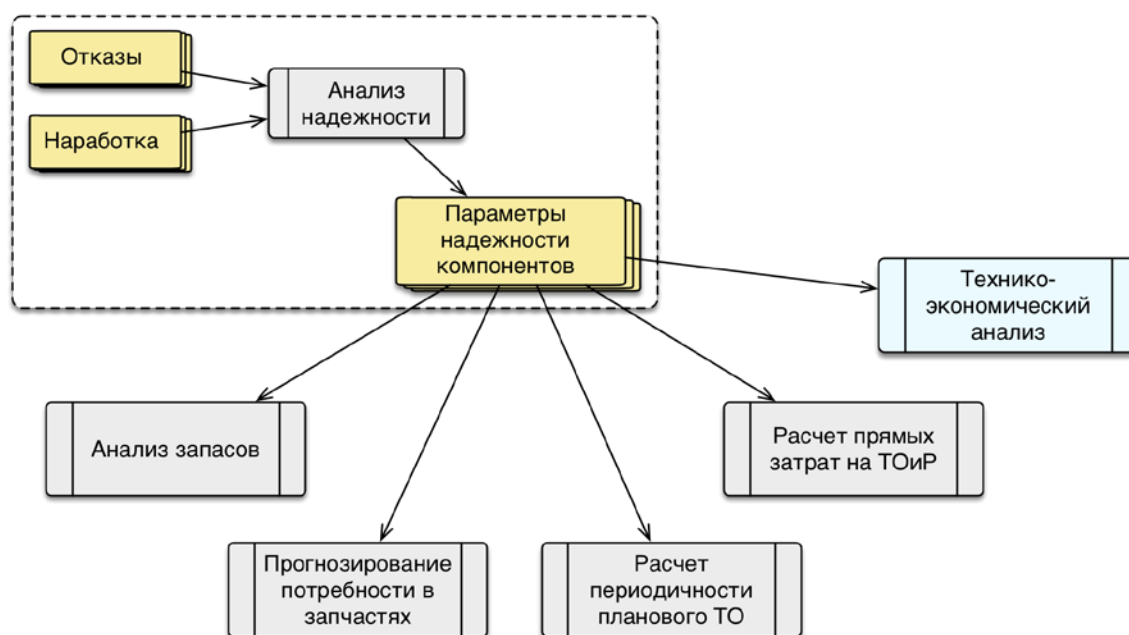 Отказы
Анализ
надежности
Наработка
Параметры
надежности
компонентов
Технико-
экономический
анализ
Анализ запасов
Расчет прямых
затрат на ТОиР
Прогнозирование
потребности в
запчастях
Расчет
периодичности
планового ТО